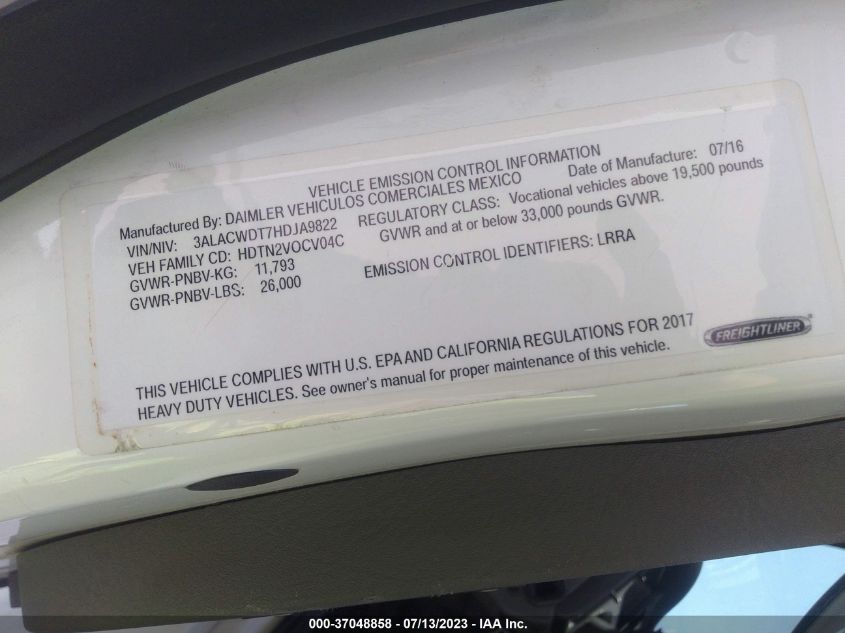 VEHICLE EMISSION CONTROL INFORMATION
Manufactured By: DAIMLER VEHICULOS COMERCIALES MEXICO Date of Manufacture: 07/16
VIN/NIV: 3ALACWDT7HDJA9822 REGULATORY CLASS: Vocational vehicles above 19,500 pounds
VEH FAMILY CD: HDTN2VOCV04C GVWR and at or below 33,000 pounds GVWR.
GVWR-PNBV-KG: 11,793
GVWR-PNBV-LBS: 26,000 EMISSION CONTROL IDENTIFIERS: LRRA
THIS VEHICLE COMPLIES WITH U.S. EPA AND CALIFORNIA REGULATIONS FOR 2017
HEAVY DUTY VEHICLES. See owner's manual for proper maintenance of this vehicle.
FREIGHTLINER
000-37048858 - 07/13/2023 - IAA Inc.